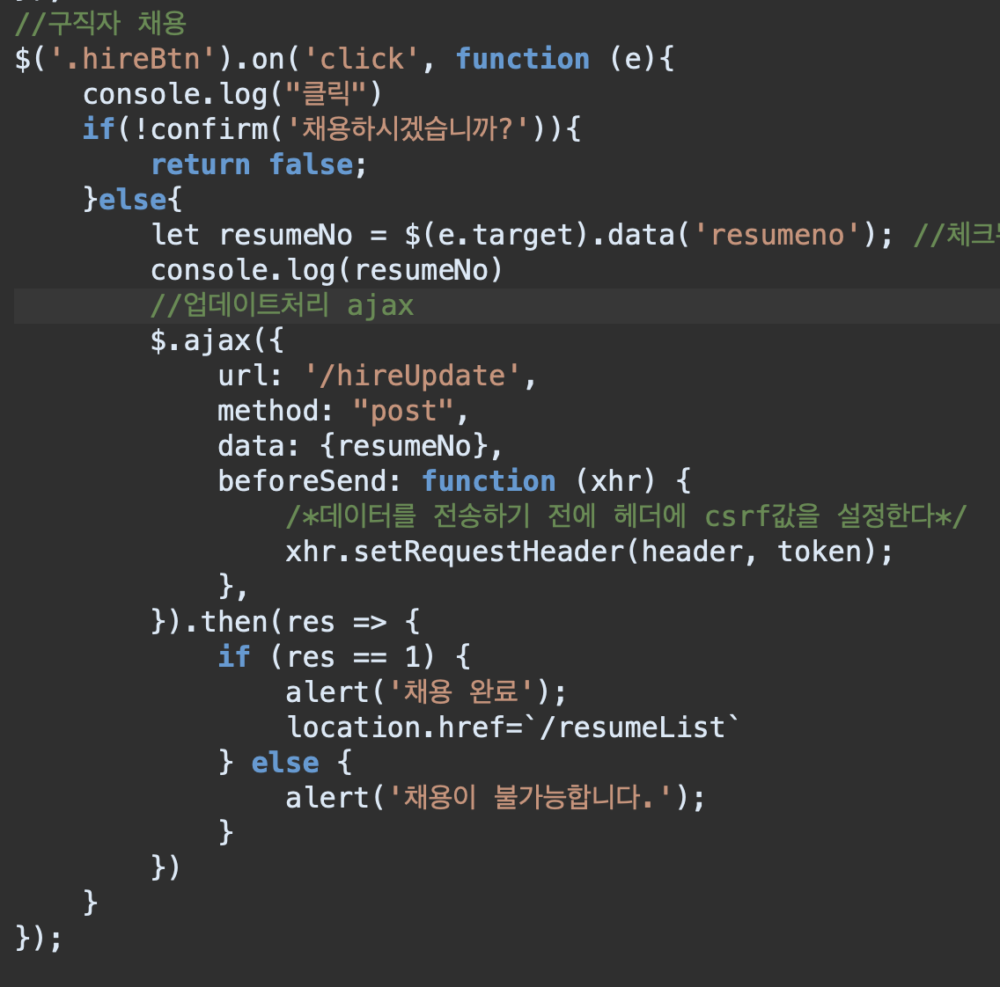 //구직자 채용
$('.hireBtn').on('click', function (e){
    console.log("클릭")
    if(!confirm('채용하시겠습니까?')){
        return false;
    }else{
        let resumeNo = $(e.target).data('resumeno'); //체크
        console.log(resumeNo)
        //업데이트처리 ajax
        $.ajax({
            url: '/hireUpdate',
            method: "post",
            data: {resumeNo},
            beforeSend: function (xhr) {
                /*데이터를 전송하기 전에 헤더에 csrf값을 설정한다*/
                xhr.setRequestHeader(header, token);
            },
        }).then(res => {
            if (res == 1) {
                alert('채용 완료');
                location.href=`/resumeList`
            } else {
                alert('채용이 불가능합니다.');
            }
        })
    }
});